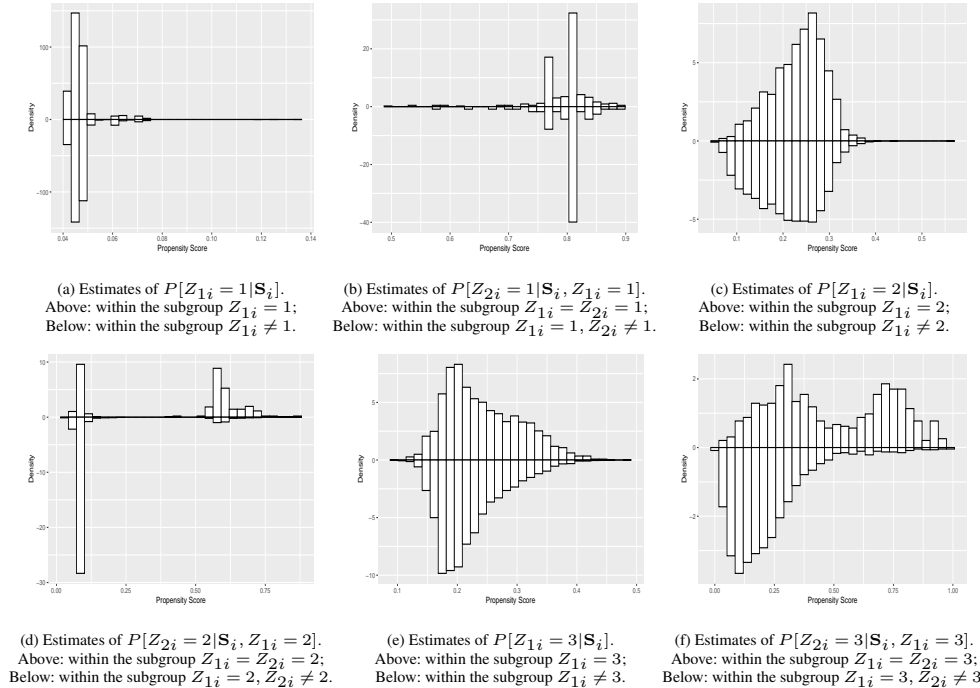 100
0
−100
Density
0.04 0.06 0.08 0.10 0.12 0.14
Propensity Score
20
0
−20
−40
Density
0.5 0.6 0.7 0.8 0.9
Propensity Score
5
0
−5
Density
0.1 0.2 0.3 0.4 0.5
Propensity Score
(a) Estimates of P[Z1i = 1|Si].
Above: within the subgroup Z1i = 1;
Below: within the subgroup Z1i ≠ 1.
(b) Estimates of P[Z2i = 1|Si, Z1i = 1].
Above: within the subgroup Z1i = Z2i = 1;
Below: within the subgroup Z1i = 1, Z2i ≠ 1.
(c) Estimates of P[Z1i = 2|Si].
Above: within the subgroup Z1i = 2;
Below: within the subgroup Z1i ≠ 2.
10
0
−10
−20
−30
Density
0.00 0.25 0.50 0.75
Propensity Score
5
0
−5
−10
Density
0.1 0.2 0.3 0.4 0.5
Propensity Score
2
0
−2
Density
0.00 0.25 0.50 0.75 1.00
Propensity Score
(d) Estimates of P[Z2i = 2|Si, Z1i = 2].
Above: within the subgroup Z1i = Z2i = 2;
Below: within the subgroup Z1i = 2, Z2i ≠ 2.
(e) Estimates of P[Z1i = 3|Si].
Above: within the subgroup Z1i = 3;
Below: within the subgroup Z1i ≠ 3.
(f) Estimates of P[Z2i = 3|Si, Z1i = 3].
Above: within the subgroup Z1i = Z2i = 3;
Below: within the subgroup Z1i = 3, Z2i ≠ 3